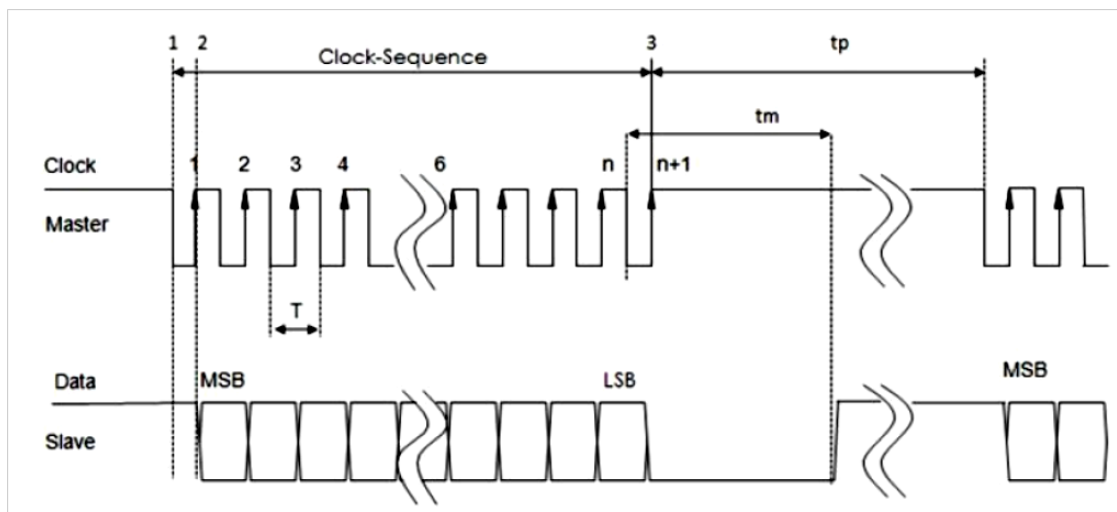 1 2 3 tp
Clock-Sequence
tm
Clock 1 2 3 4 6 n n+1
Master
T
Data MSB LSB MSB
Slave